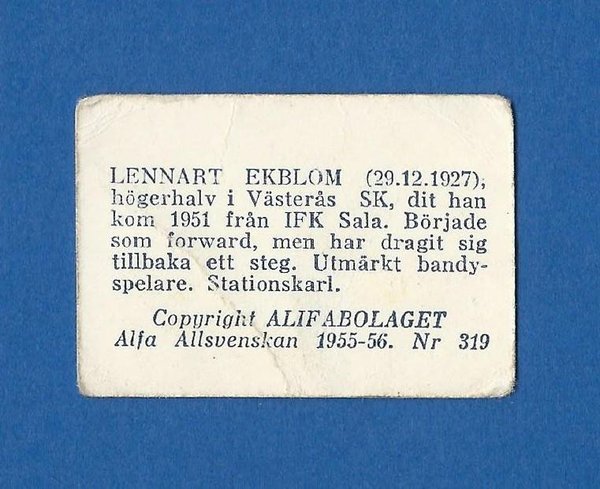 LENNART EKBLOM (29.12.1927),
högerhalv i Västerås SK, dit han
kom 1951 från IFK Sala. Började
som forward, men har dragit sig
tillbaka ett steg. Utmärkt bandy-
spelare. Stationskarl.
Copyright ALIFABOLAGET
Alfa Allsvenskan 1955-56. Nr 319